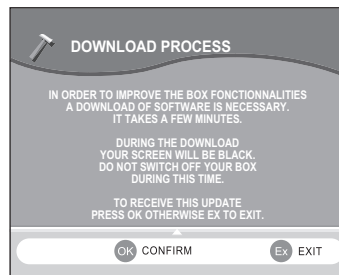 DOWNLOAD PROCESS
IN ORDER TO IMPROVE THE BOX FONCTIONNALITIES
A DOWNLOAD OF SOFTWARE IS NECESSARY.
IT TAKES A FEW MINUTES.
DURING THE DOWNLOAD
YOUR SCREEN WILL BE BLACK.
DO NOT SWITCH OFF YOUR BOX
DURING THIS TIME.
TO RECEIVE THIS UPDATE
PRESS OK OTHERWISE EX TO EXIT.
OK CONFIRM Ex EXIT